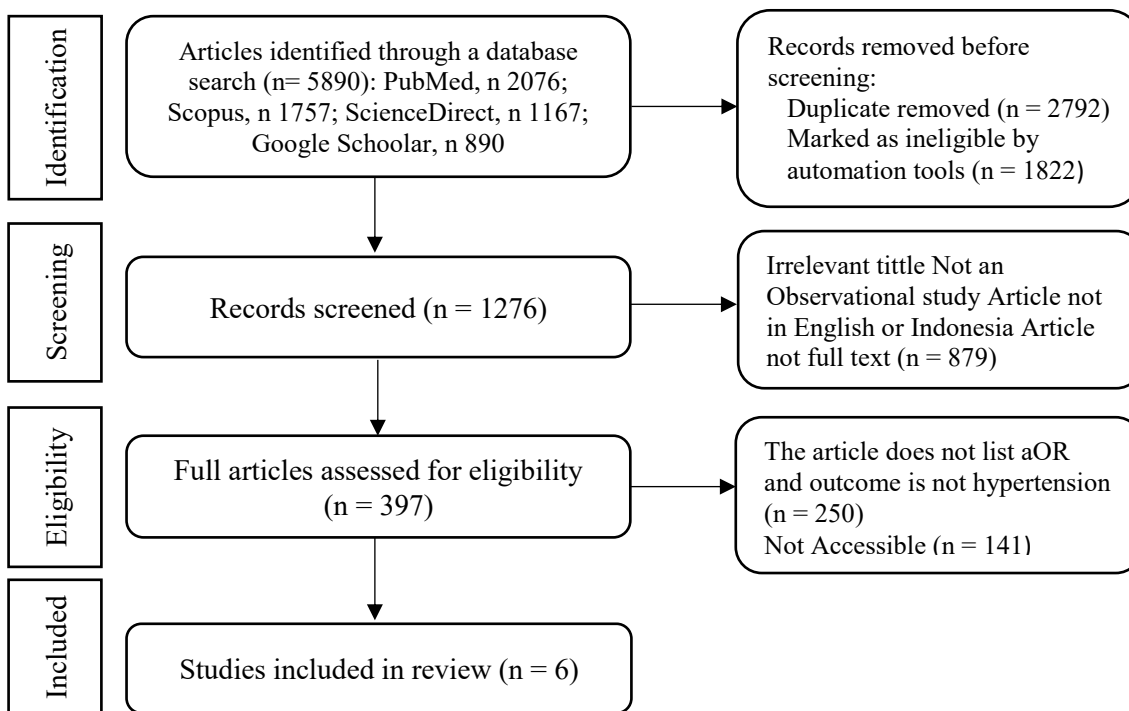 Identification
Articles identified through a database
search (n= 5890): PubMed, n 2076;
Scopus, n 1757; ScienceDirect, n 1167;
Google Schoolar, n 890
Records removed before
screening:
Duplicate removed (n = 2792)
Marked as ineligible by
automation tools (n = 1822)
Screening
Records screened (n = 1276)
Irrelevant tittle Not an
Observational study Article not
in English or Indonesia Article
not full text (n = 879)
Eligibility
Full articles assessed for eligibility
(n = 397)
The article does not list aOR
and outcome is not hypertension
(n = 250)
Not Accessible (n = 141)
Included
Studies included in review (n = 6)